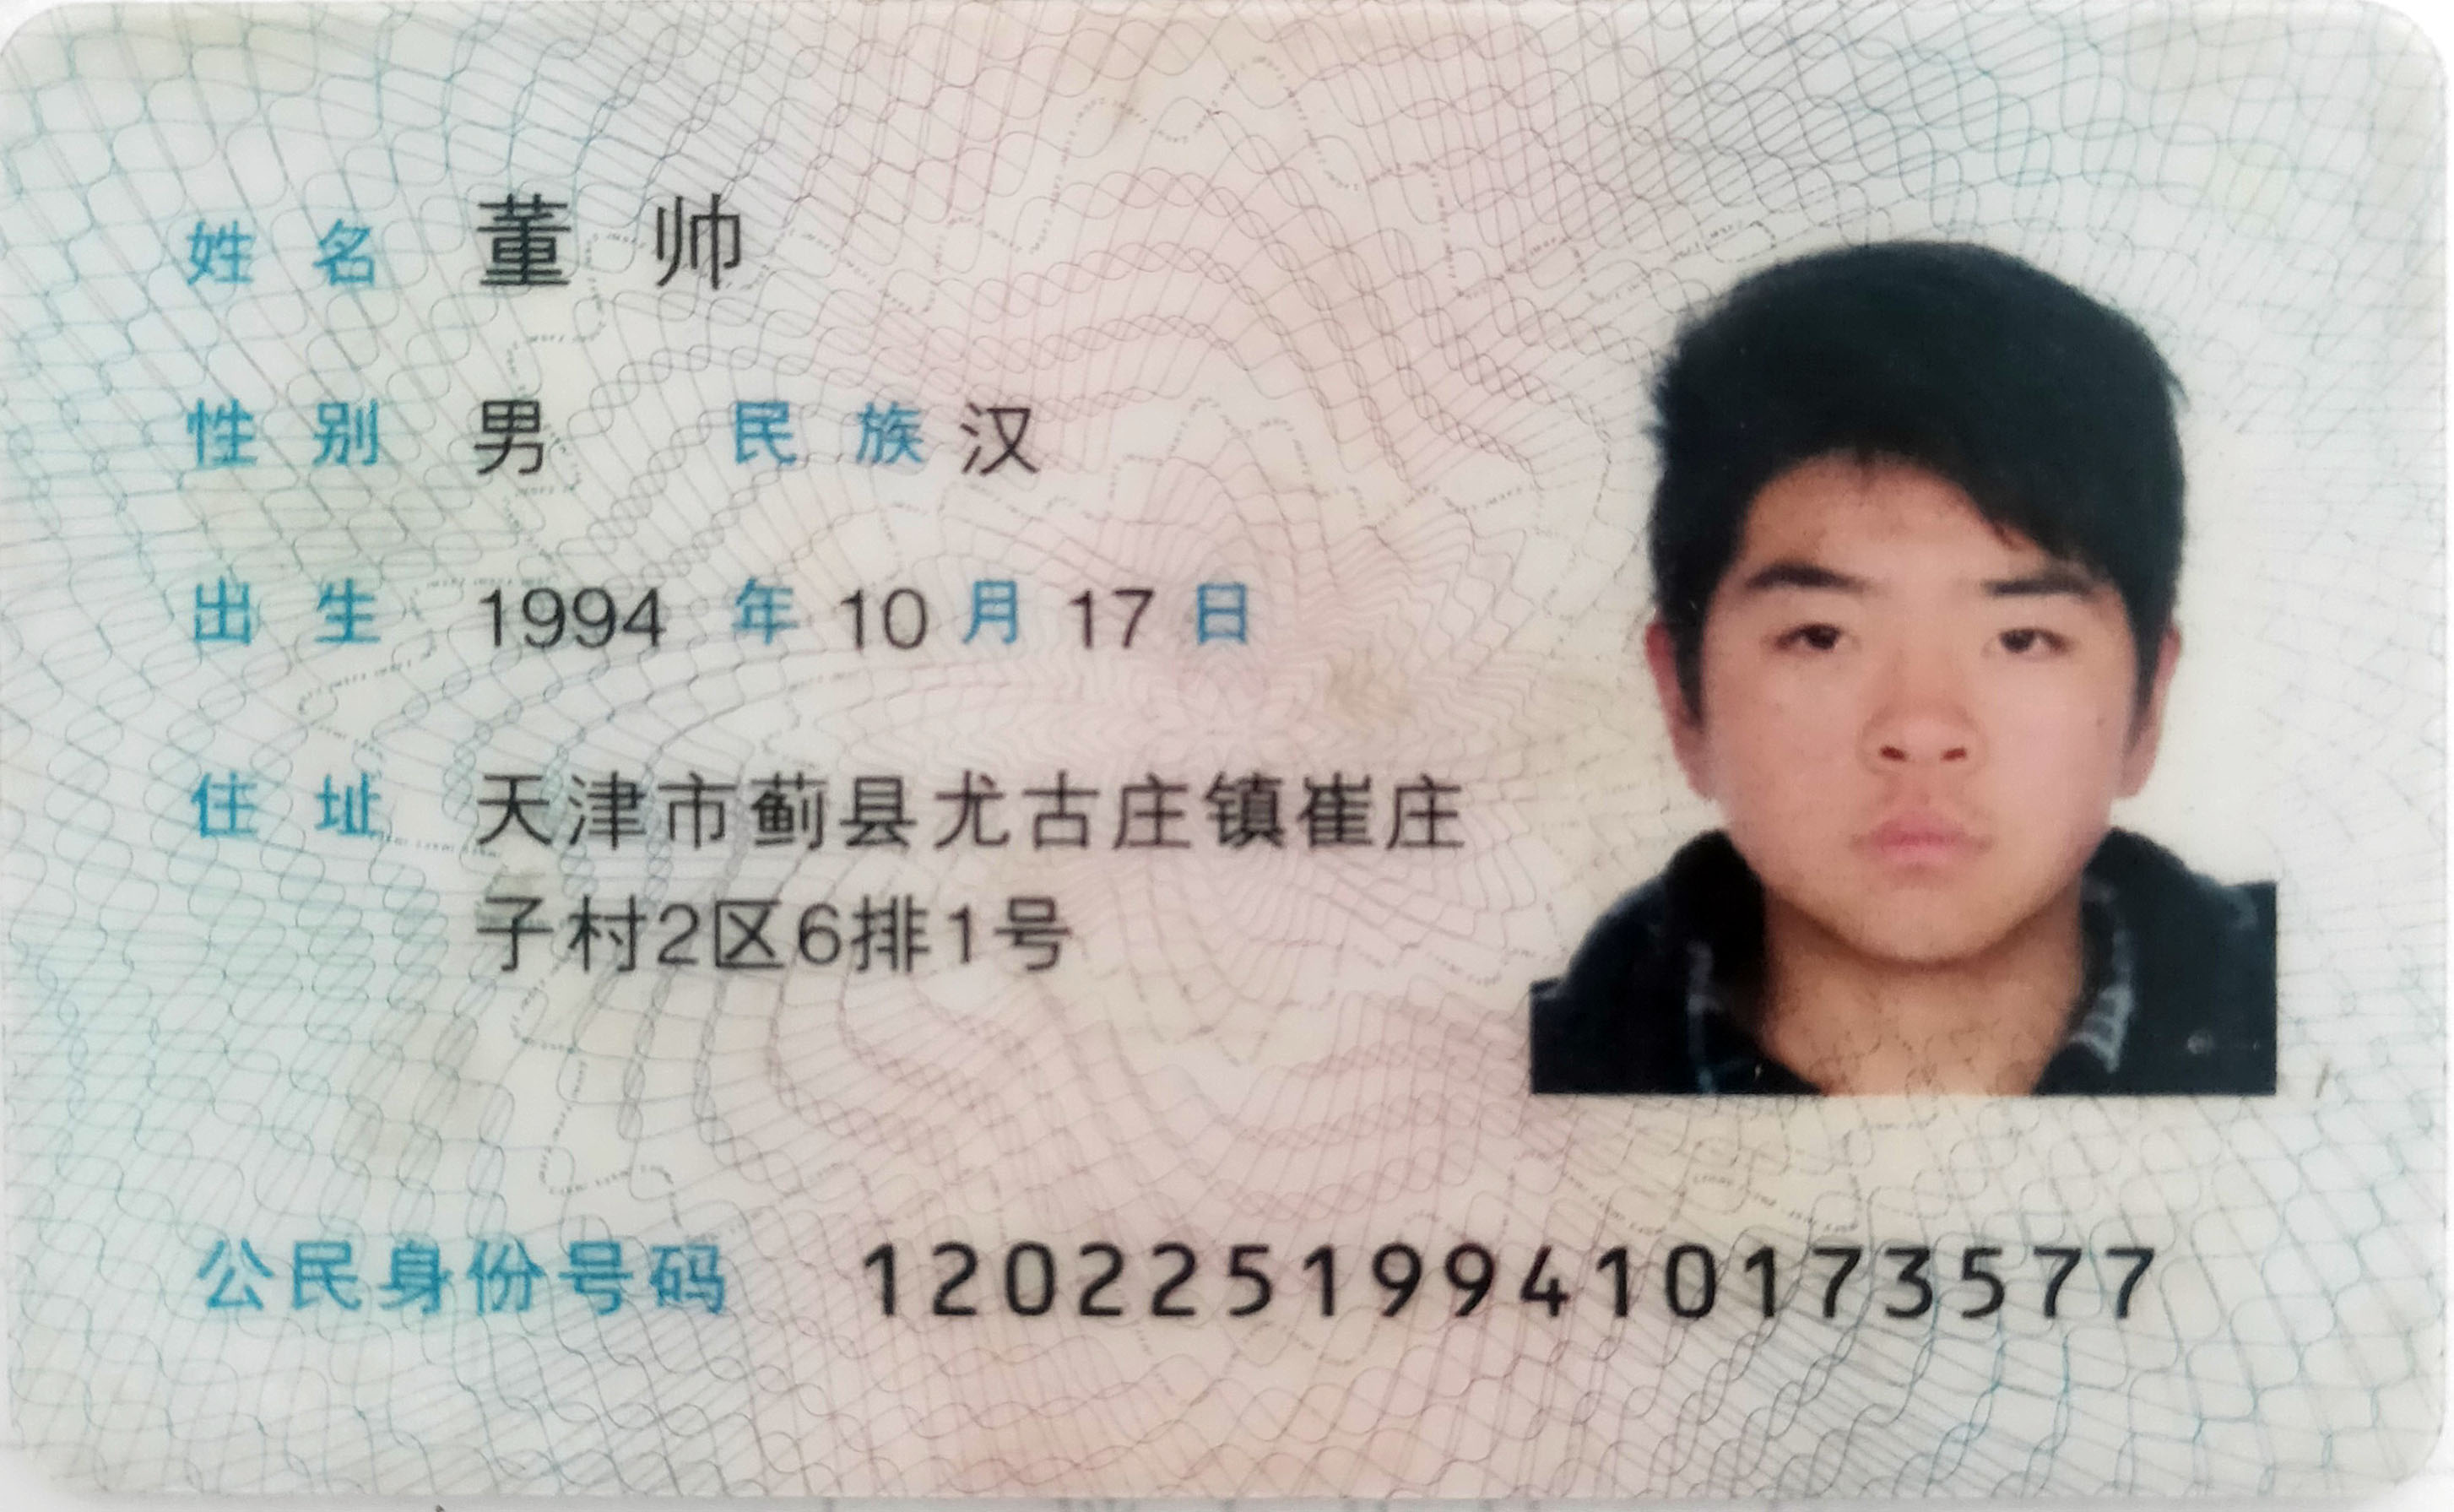 姓名 董帅
性别 男 民族 汉
出生 1994 年 10 月 17 日
住址 天津市蓟县尤古庄镇崔庄
子村2区6排1号
公民身份号码 120225199410173577